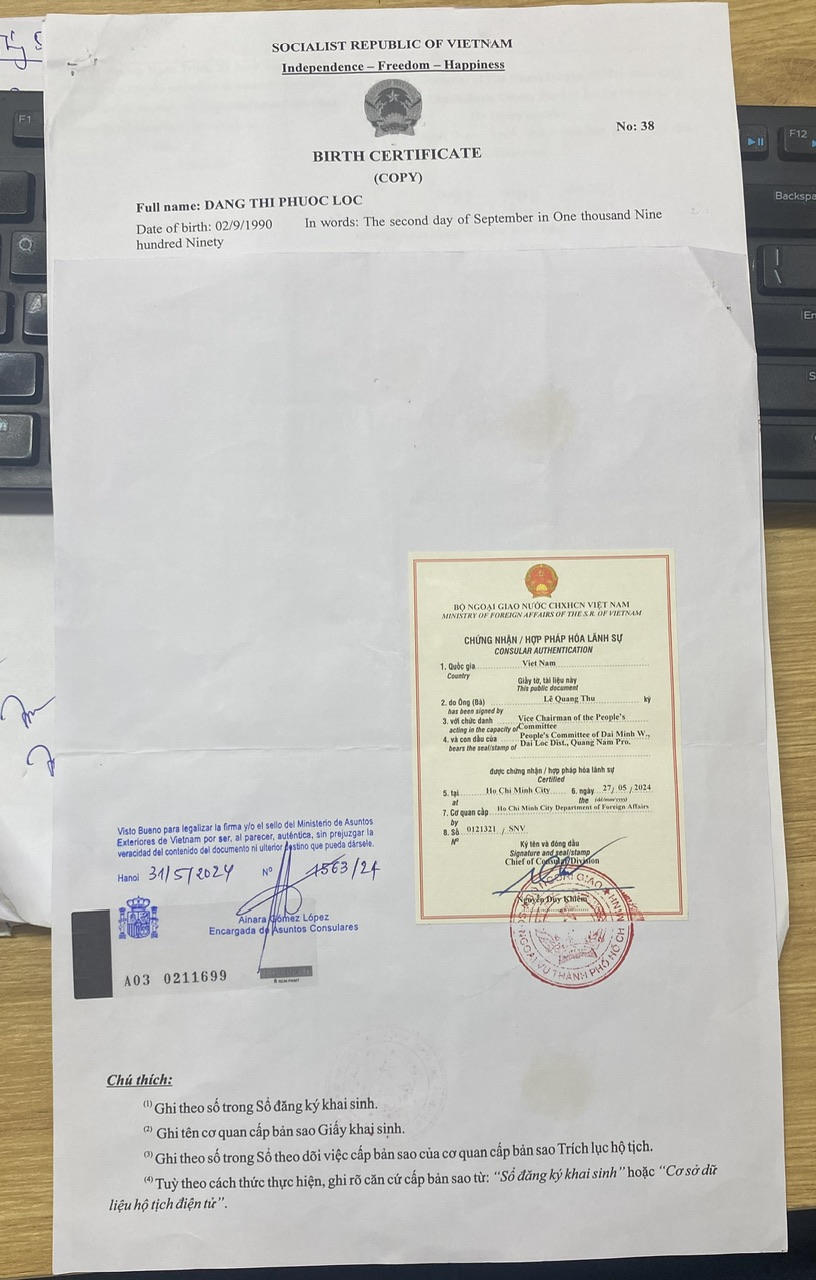 SOCIALIST REPUBLIC OF VIETNAM
Independence – Freedom – Happiness
No: 38
BIRTH CERTIFICATE
(COPY)
Full name: DANG THI PHUOC LOC
Date of birth: 02/9/1990 In words: The second day of September in One thousand Nine
hundred Ninety
BỘ NGOẠI GIAO NƯỚC CHXHCN VIỆT NAM
MINISTRY OF FOREIGN AFFAIRS OF THE S.R. OF VIETNAM
CHỨNG NHẬN / HỢP PHÁP HÓA LÃNH SỰ
CONSULAR AUTHENTICATION
1. Quốc gia Viet Nam
Country
Giấy tờ, tài liệu này
This public document
2. do Ông (Bà) Lê Quang Thu ký
has been signed by
3. với chức danh Vice Chairman of the People's
acting in the capacity of Committee
4. và con dấu của People's Committee of Dai Minh W.,
bears the seal/stamp of Dai Loc Dist., Quang Nam Pro.
được chứng nhận / hợp pháp hóa lãnh sự
Certified
5. tại Ho Chi Minh City 6. ngày 27 / 05 / 2024
at the (dd/mm/yyyy)
7. Cơ quan cấp Ho Chi Minh City Department of Foreign Affairs
by
8. Số 0121321 / SNV
Nº
Ký tên và đóng dấu
Signature and seal/stamp
Chief of Consular Division
Nguyễn Duy Khiêm
NGOẠI VỤ THÀNH PHỐ HỒ CHÍ MINH
Visto Bueno para legalizar la firma y/o el sello del Ministerio de Asuntos
Exteriores de Vietnam por ser, al parecer, auténtica, sin prejuzgar la
veracidad del contenido del documento ni ulterior destino que pueda dársele.
Hanoi 31/5/2024 Nº 1563/24
Ainara Gómez López
Encargada de Asuntos Consulares
A03 0211699
Chú thích:
(1) Ghi theo số trong Sổ đăng ký khai sinh.
(2) Ghi tên cơ quan cấp bản sao Giấy khai sinh.
(3) Ghi theo số trong Sổ theo dõi việc cấp bản sao của cơ quan cấp bản sao Trích lục hộ tịch.
(4) Tuỳ theo cách thức thực hiện, ghi rõ căn cứ cấp bản sao từ: “Sổ đăng ký khai sinh” hoặc “Cơ sở dữ
liệu hộ tịch điện tử”.
F1
F12
Backspa